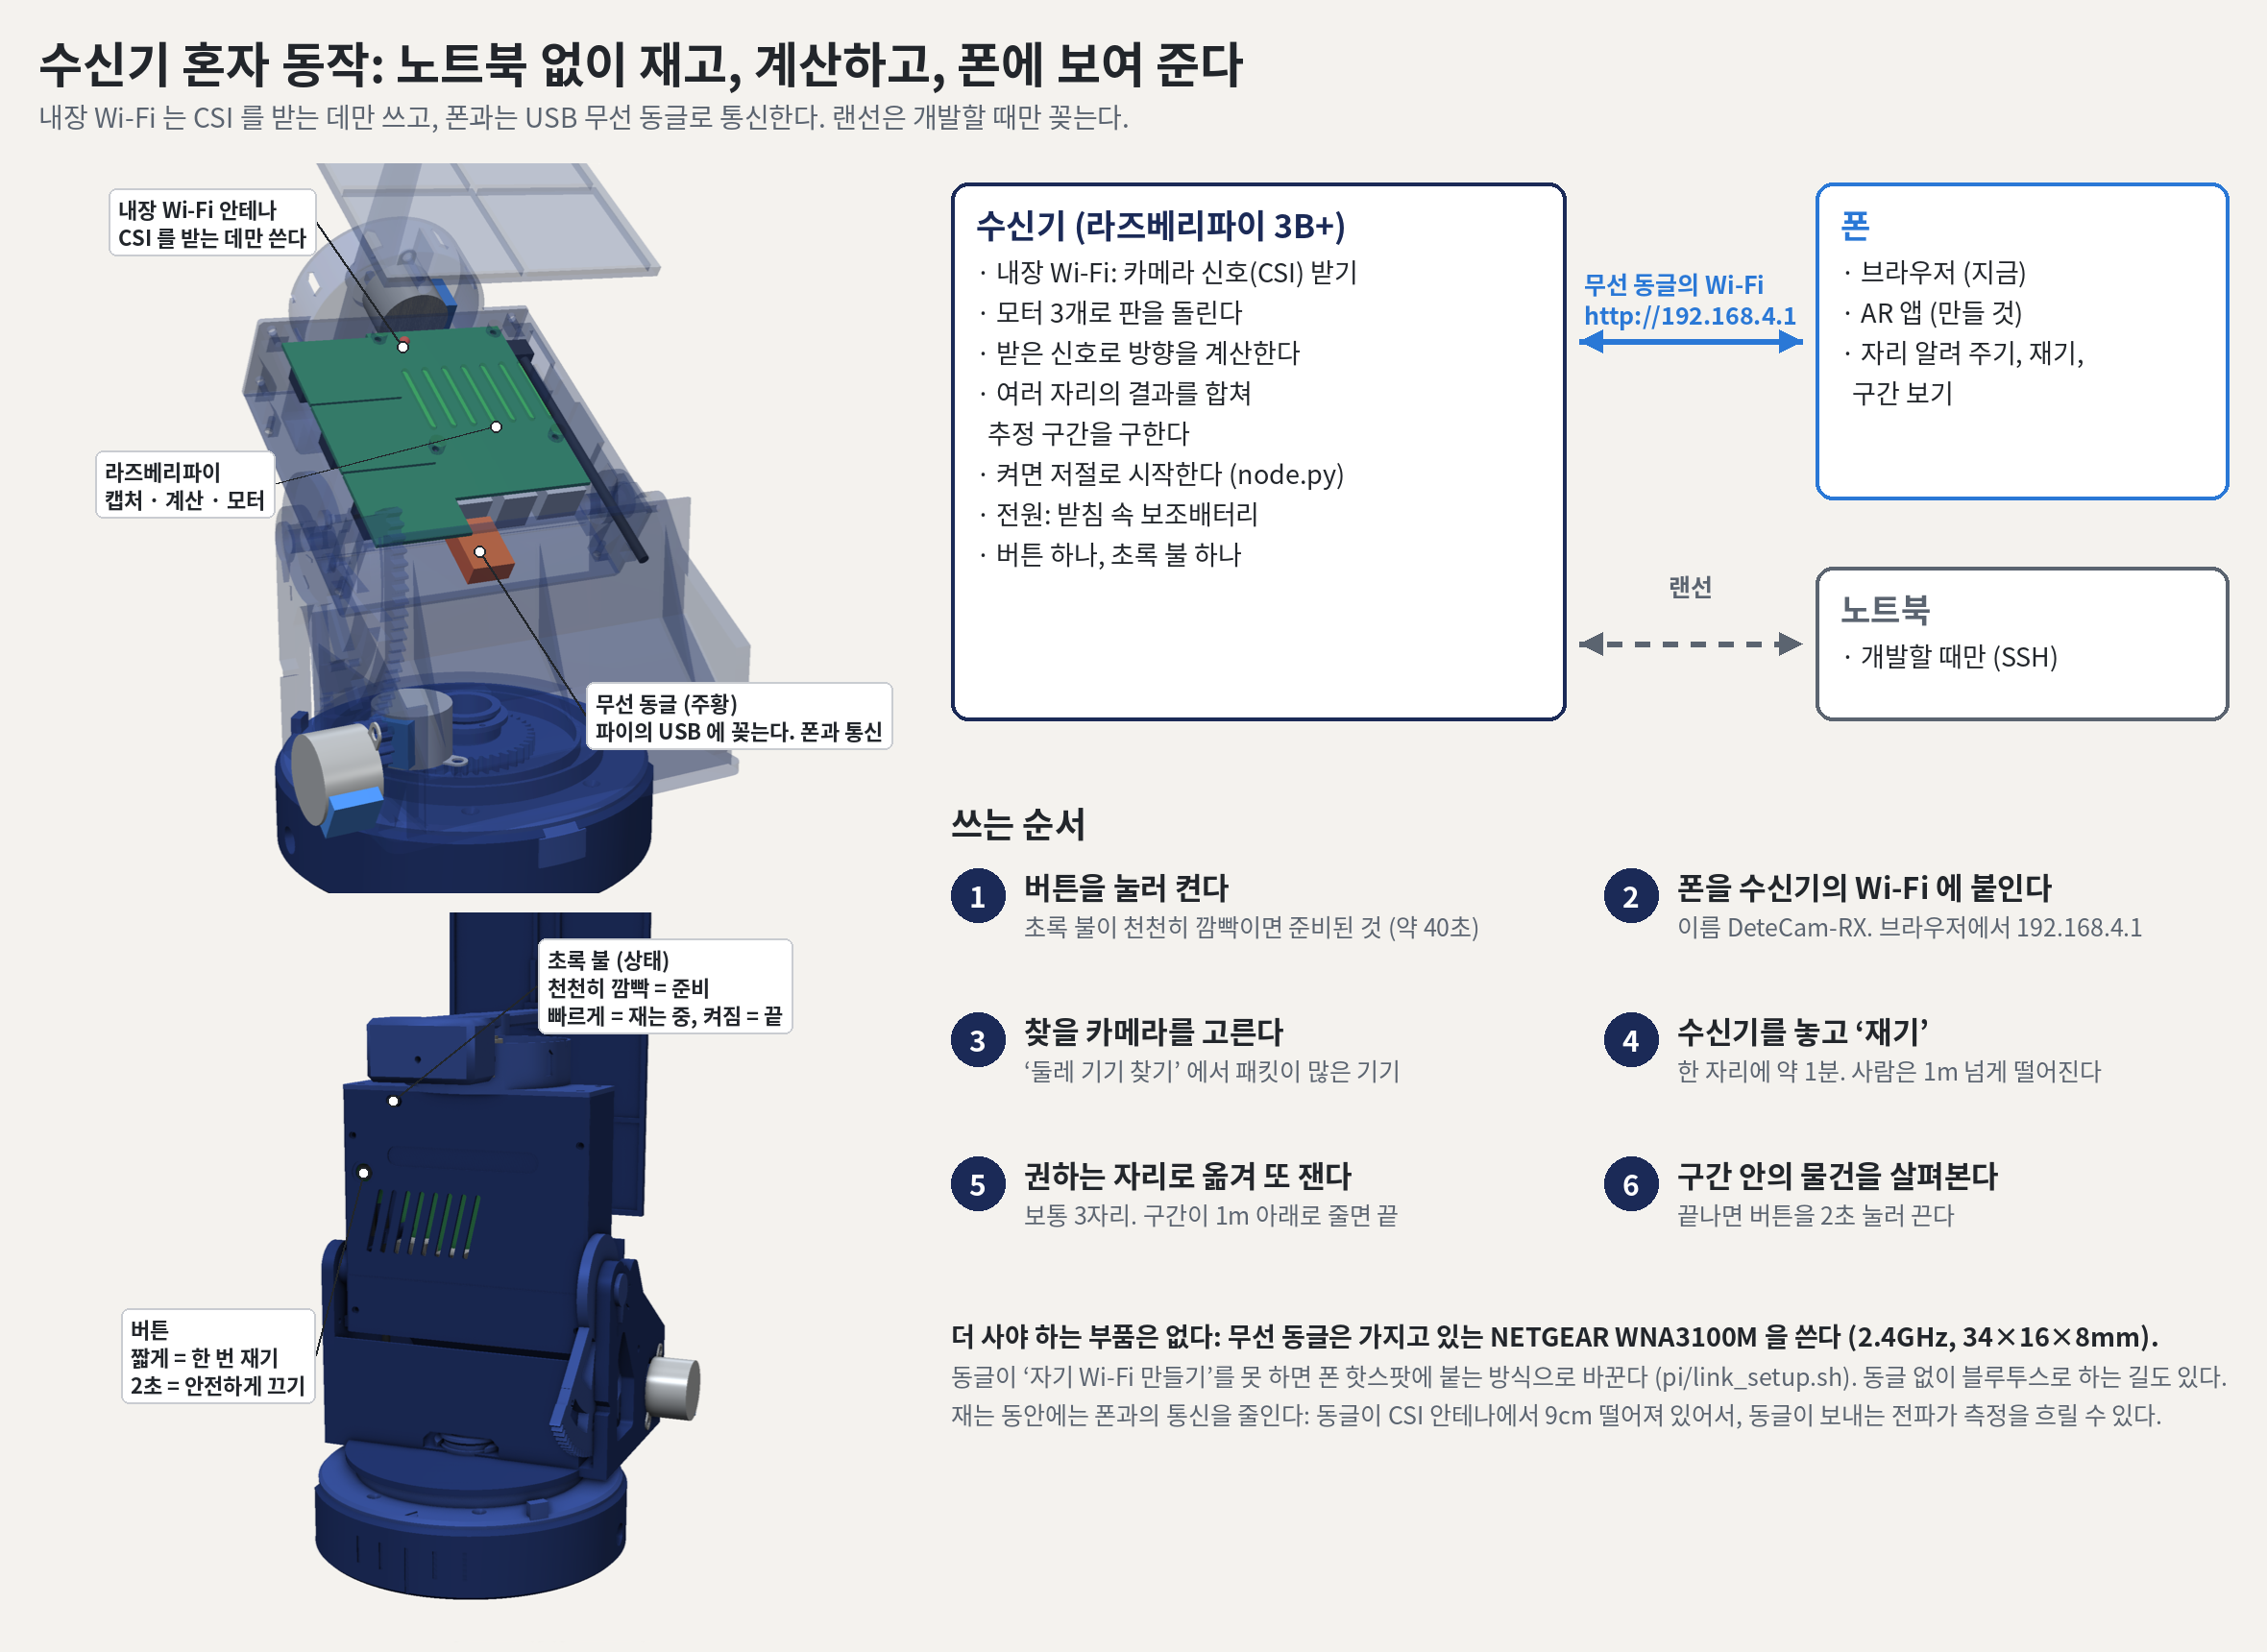 수신기 혼자 동작: 노트북 없이 재고, 계산하고, 폰에 보여 준다
내장 Wi-Fi 는 CSI 를 받는 데만 쓰고, 폰과는 USB 무선 동글로 통신한다. 랜선은 개발할 때만 꽂는다.
내장 Wi-Fi 안테나
CSI 를 받는 데만 쓴다
라즈베리파이
캡처 · 계산 · 모터
무선 동글 (주황)
파이의 USB 에 꽂는다. 폰과 통신
초록 불 (상태)
천천히 깜빡 = 준비
빠르게 = 재는 중, 켜짐 = 끝
버튼
짧게 = 한 번 재기
2초 = 안전하게 끄기
수신기 (라즈베리파이 3B+)
· 내장 Wi-Fi: 카메라 신호(CSI) 받기
· 모터 3개로 판을 돌린다
· 받은 신호로 방향을 계산한다
· 여러 자리의 결과를 합쳐
추정 구간을 구한다
· 켜면 저절로 시작한다 (node.py)
· 전원: 받침 속 보조배터리
· 버튼 하나, 초록 불 하나
무선 동글의 Wi-Fi
http://192.168.4.1
폰
· 브라우저 (지금)
· AR 앱 (만들 것)
· 자리 알려 주기, 재기,
구간 보기
랜선
노트북
· 개발할 때만 (SSH)
쓰는 순서
1 버튼을 눌러 켠다
초록 불이 천천히 깜빡이면 준비된 것 (약 40초)
2 폰을 수신기의 Wi-Fi 에 붙인다
이름 DeteCam-RX. 브라우저에서 192.168.4.1
3 찾을 카메라를 고른다
‘둘레 기기 찾기’ 에서 패킷이 많은 기기
4 수신기를 놓고 ‘재기’
한 자리에 약 1분. 사람은 1m 넘게 떨어진다
5 권하는 자리로 옮겨 또 잰다
보통 3자리. 구간이 1m 아래로 줄면 끝
6 구간 안의 물건을 살펴본다
끝나면 버튼을 2초 눌러 끈다
더 사야 하는 부품은 없다: 무선 동글은 가지고 있는 NETGEAR WNA3100M 을 쓴다 (2.4GHz, 34×16×8mm).
동글이 ‘자기 Wi-Fi 만들기’를 못 하면 폰 핫스팟에 붙는 방식으로 바꾼다 (pi/link_setup.sh). 동글 없이 블루투스로 하는 길도 있다.
재는 동안에는 폰과의 통신을 줄인다: 동글이 CSI 안테나에서 9cm 떨어져 있어서, 동글이 보내는 전파가 측정을 흐릴 수 있다.